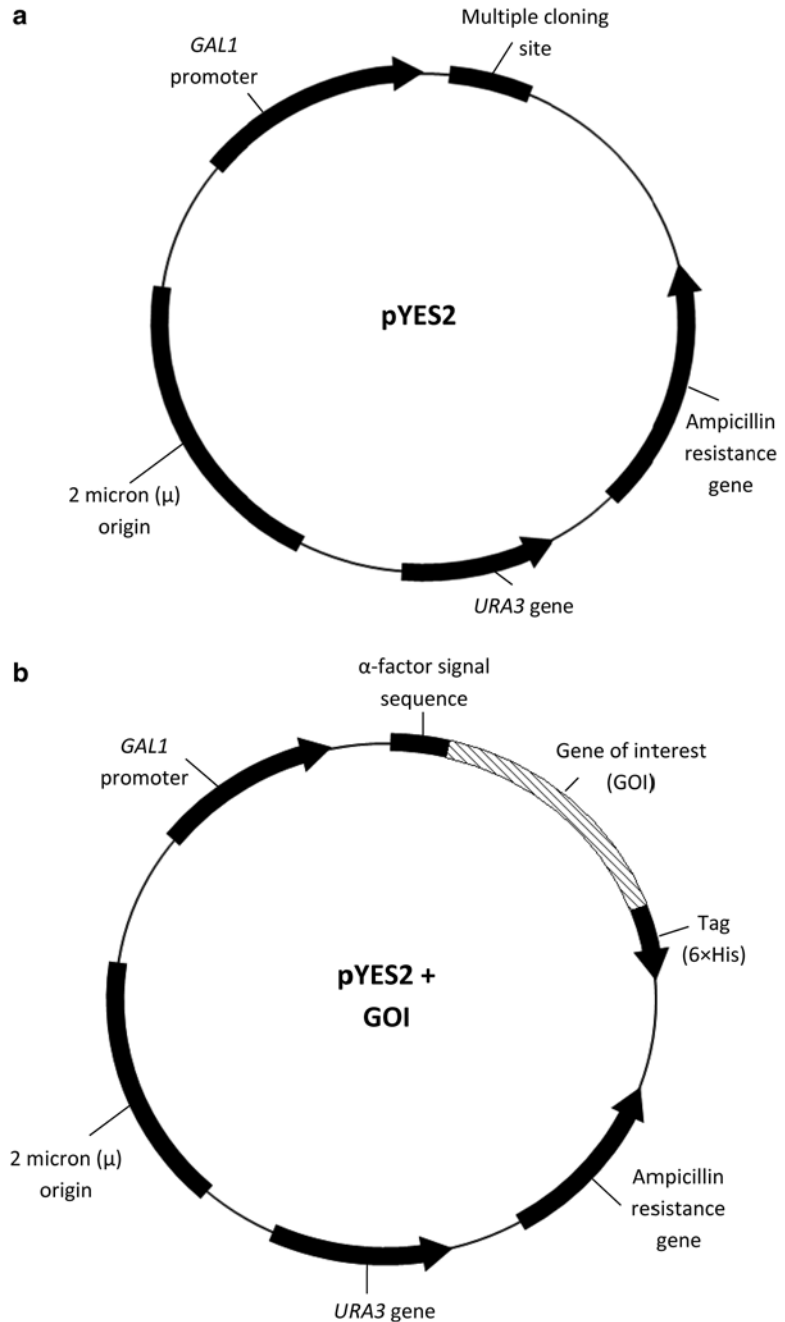 a
Multiple cloning
site
GAL1
promoter
pYES2
Ampicillin
resistance
gene
2 micron (μ)
origin
URA3 gene
b
α-factor signal
sequence
GAL1
promoter
Gene of interest
(GOI)
Tag
(6×His)
pYES2 +
GOI
2 micron (μ)
origin
Ampicillin
resistance
gene
URA3 gene